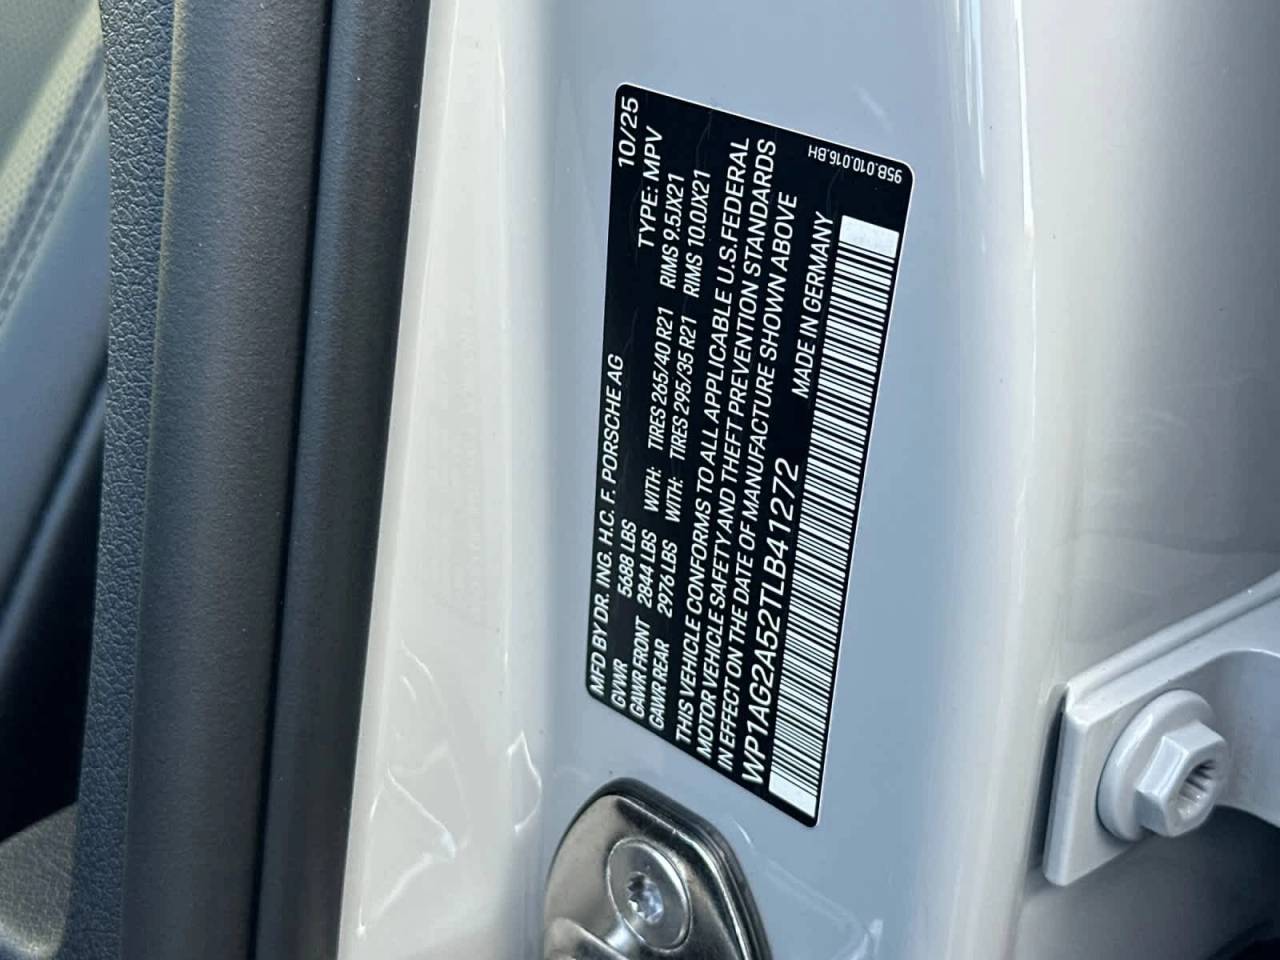 MFD BY DR. ING. H.C. F. PORSCHE AG 10/25
GVWR 5688 LBS TYPE: MPV
GAWR FRONT 2844 LBS WITH: TIRES 265/40 R21 RIMS 9.5JX21
GAWR REAR 2976 LBS WITH: TIRES 295/35 R21 RIMS 10.0JX21
THIS VEHICLE CONFORMS TO ALL APPLICABLE U.S.FEDERAL
MOTOR VEHICLE SAFETY AND THEFT PREVENTION STANDARDS
IN EFFECT ON THE DATE OF MANUFACTURE SHOWN ABOVE
WP1AG2A52TLB41272 MADE IN GERMANY
95B.010.016.BH